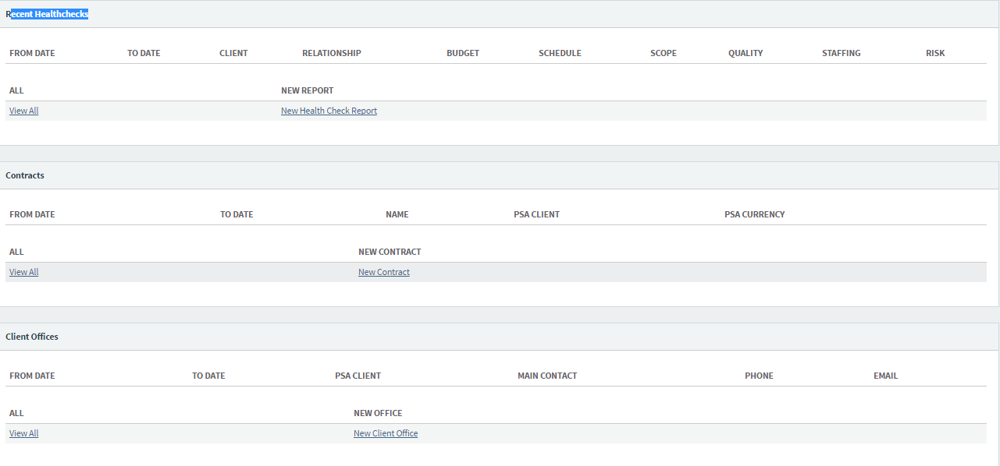 Recent Healthchecks
FROM DATE TO DATE CLIENT RELATIONSHIP BUDGET SCHEDULE SCOPE QUALITY STAFFING RISK
ALL NEW REPORT
View All New Health Check Report
Contracts
FROM DATE TO DATE NAME PSA CLIENT PSA CURRENCY
ALL NEW CONTRACT
View All New Contract
Client Offices
FROM DATE TO DATE PSA CLIENT MAIN CONTACT PHONE EMAIL
ALL NEW OFFICE
View All New Client Office